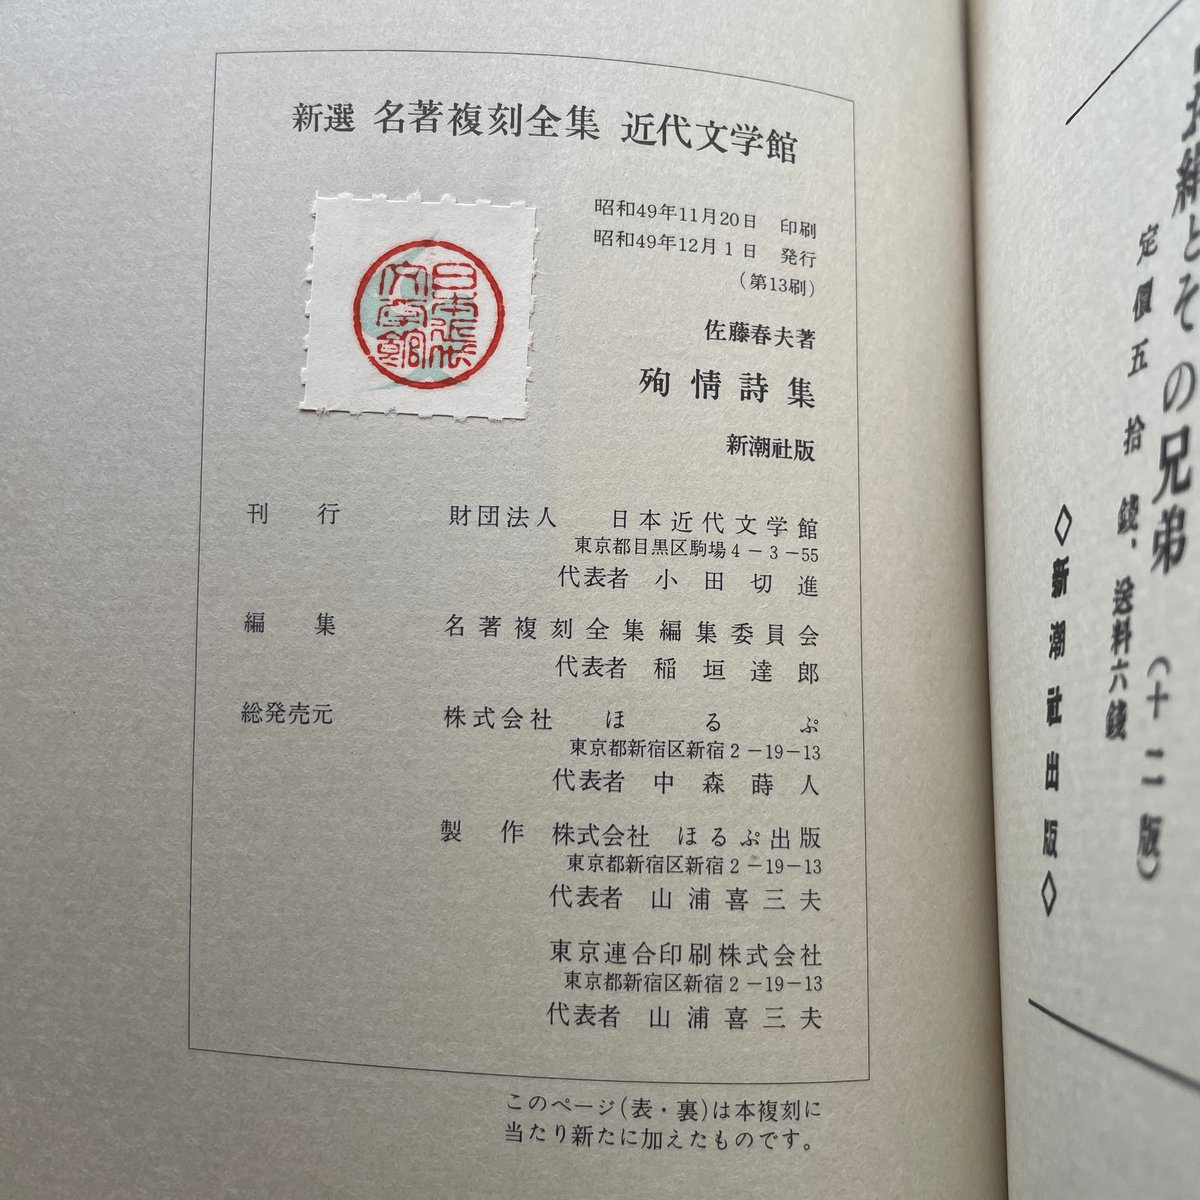 新選 名著複刻全集 近代文学館
昭和49年11月20日 印刷
昭和49年12月1日 発行
(第13刷)
佐藤春夫著
殉情詩集
新潮社版
刊行 財団法人 日本近代文学館
東京都目黒区駒場4-3-55
代表者 小田切進
編集 名著複刻全集編集委員会
代表者 稲垣達郎
総発売元 株式会社 ほるぷ
東京都新宿区新宿2-19-13
代表者 中森蒔人
製作 株式会社 ほるぷ出版
東京都新宿区新宿2-19-13
代表者 山浦喜三夫
東京連合印刷株式会社
東京都新宿区新宿2-19-13
代表者 山浦喜三夫
このページ(表・裏)は本複刻に
当たり新たに加えたものです。
日本近代
文学館
とその兄弟 (十二版)
定價五拾錢、送料六錢
◇新潮社出版◇